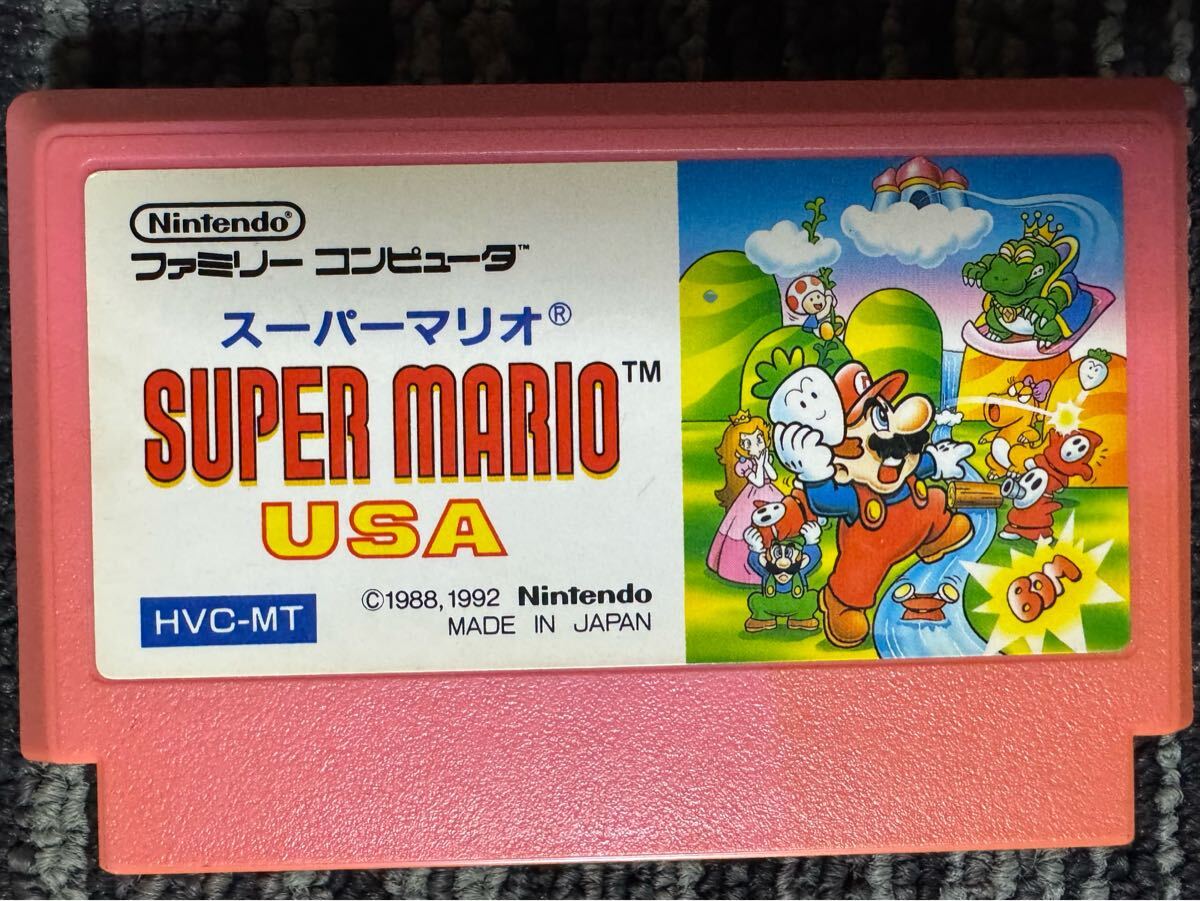 Nintendo®
ファミリー コンピュータ™
スーパーマリオ®
SUPER MARIO™
USA
HVC-MT
©1988,1992 Nintendo
MADE IN JAPAN
M
BOM